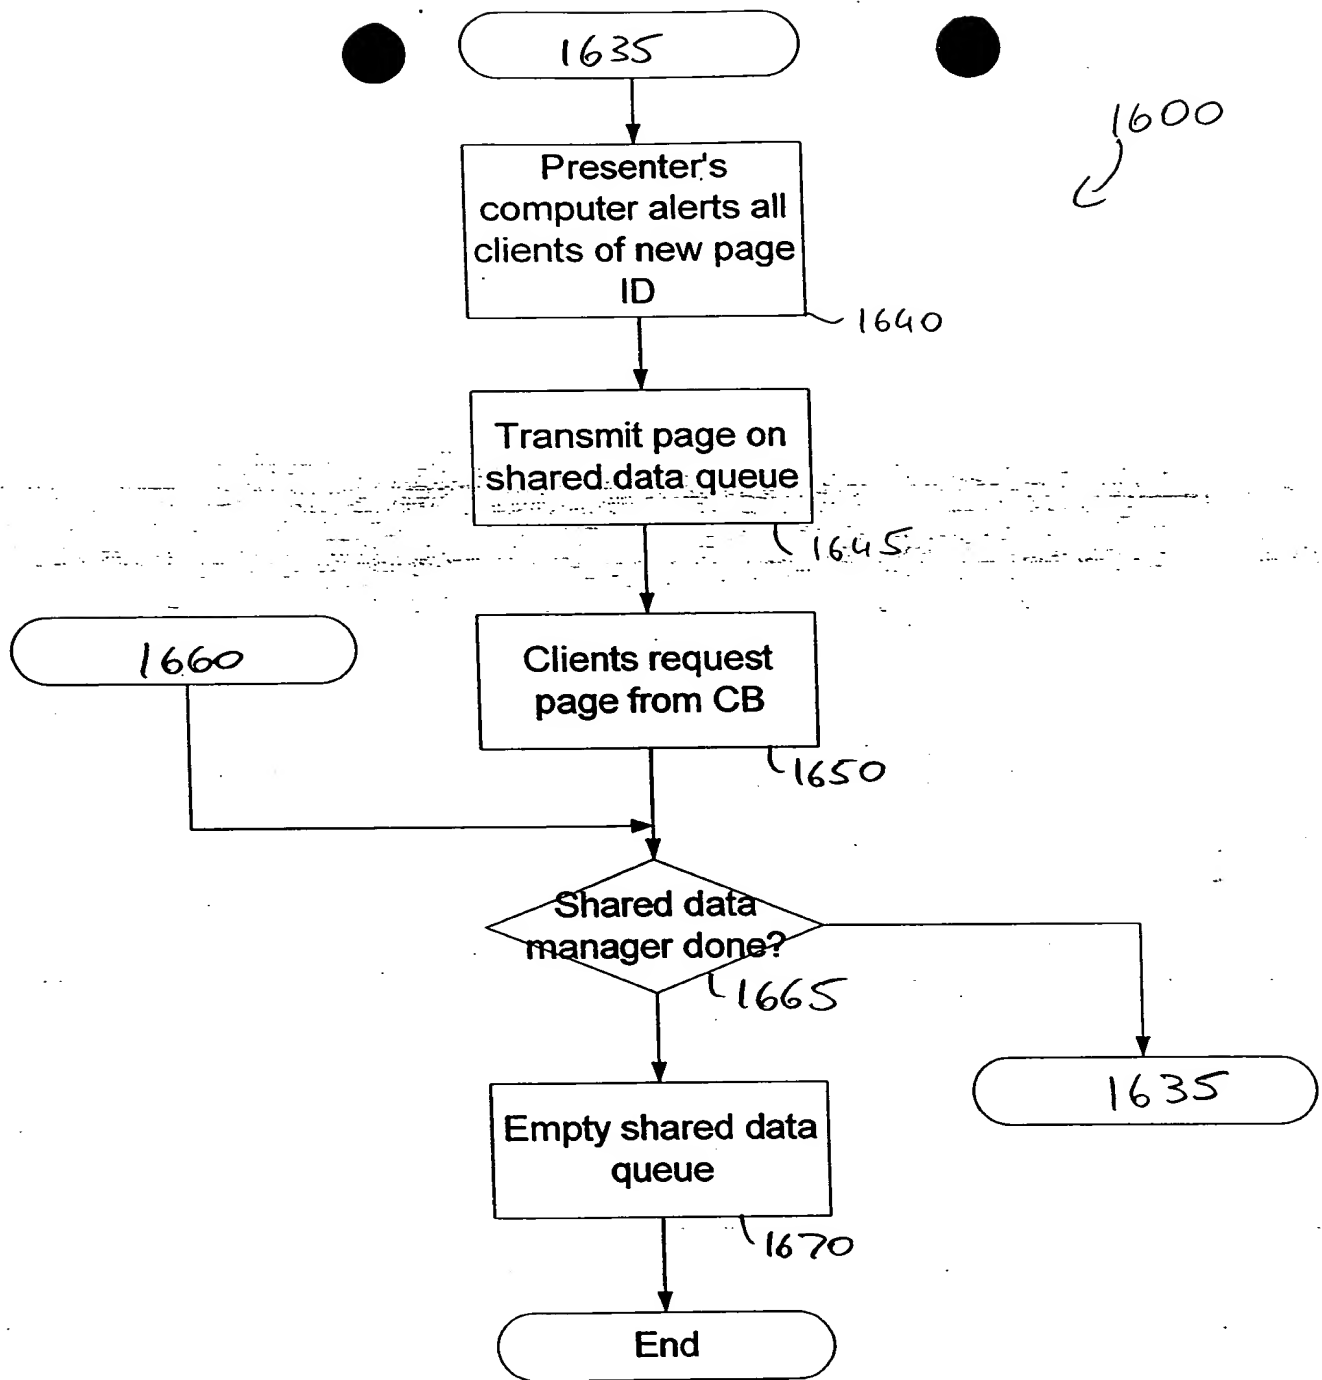 1635
1600
Presenter's
computer alerts all
clients of new page
ID
1640
Transmit page on
shared data queue
1645
1660
Clients request
page from CB
1650
Shared data
manager done?
1665
1635
Empty shared data
queue
1670
End